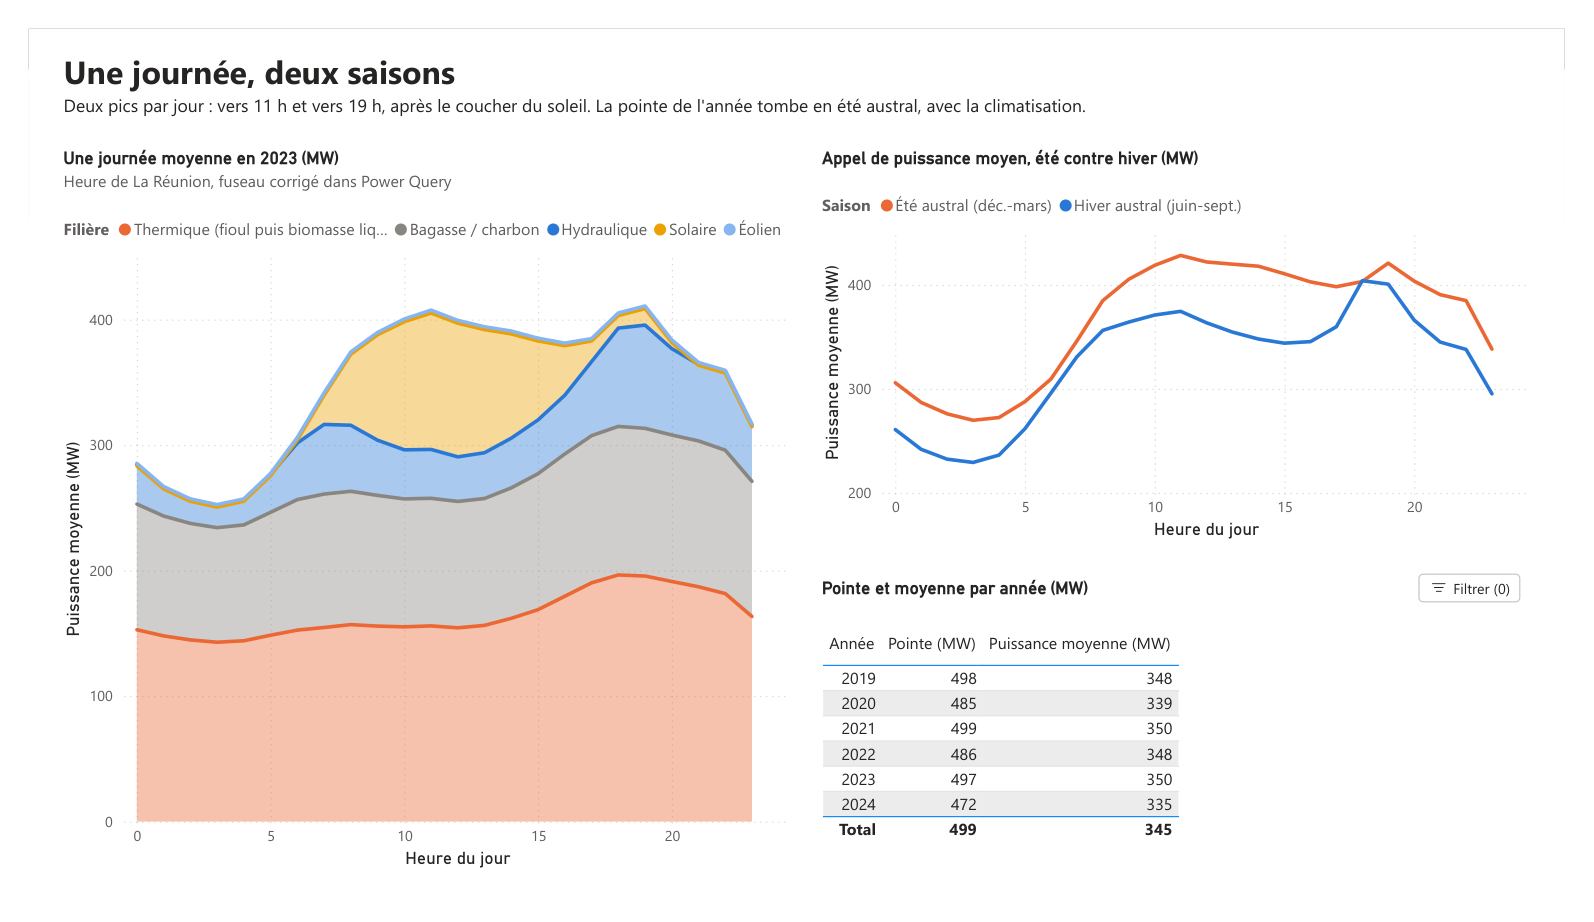 Une journée, deux saisons
Deux pics par jour : vers 11 h et vers 19 h, après le coucher du soleil. La pointe de l'année tombe en été austral, avec la climatisation.
Une journée moyenne en 2023 (MW)
Heure de La Réunion, fuseau corrigé dans Power Query
Filière Thermique (fioul puis biomasse liq... Bagasse / charbon Hydraulique Solaire Éolien
Puissance moyenne (MW)
400
300
200
100
0
0 5 10 15 20
Heure du jour
Appel de puissance moyen, été contre hiver (MW)
Saison Été austral (déc.-mars) Hiver austral (juin-sept.)
Puissance moyenne (MW)
400
300
200
0 5 10 15 20
Heure du jour
Pointe et moyenne par année (MW)
Filtrer (0)
Année Pointe (MW) Puissance moyenne (MW)
2019 498 348
2020 485 339
2021 499 350
2022 486 348
2023 497 350
2024 472 335
Total 499 345